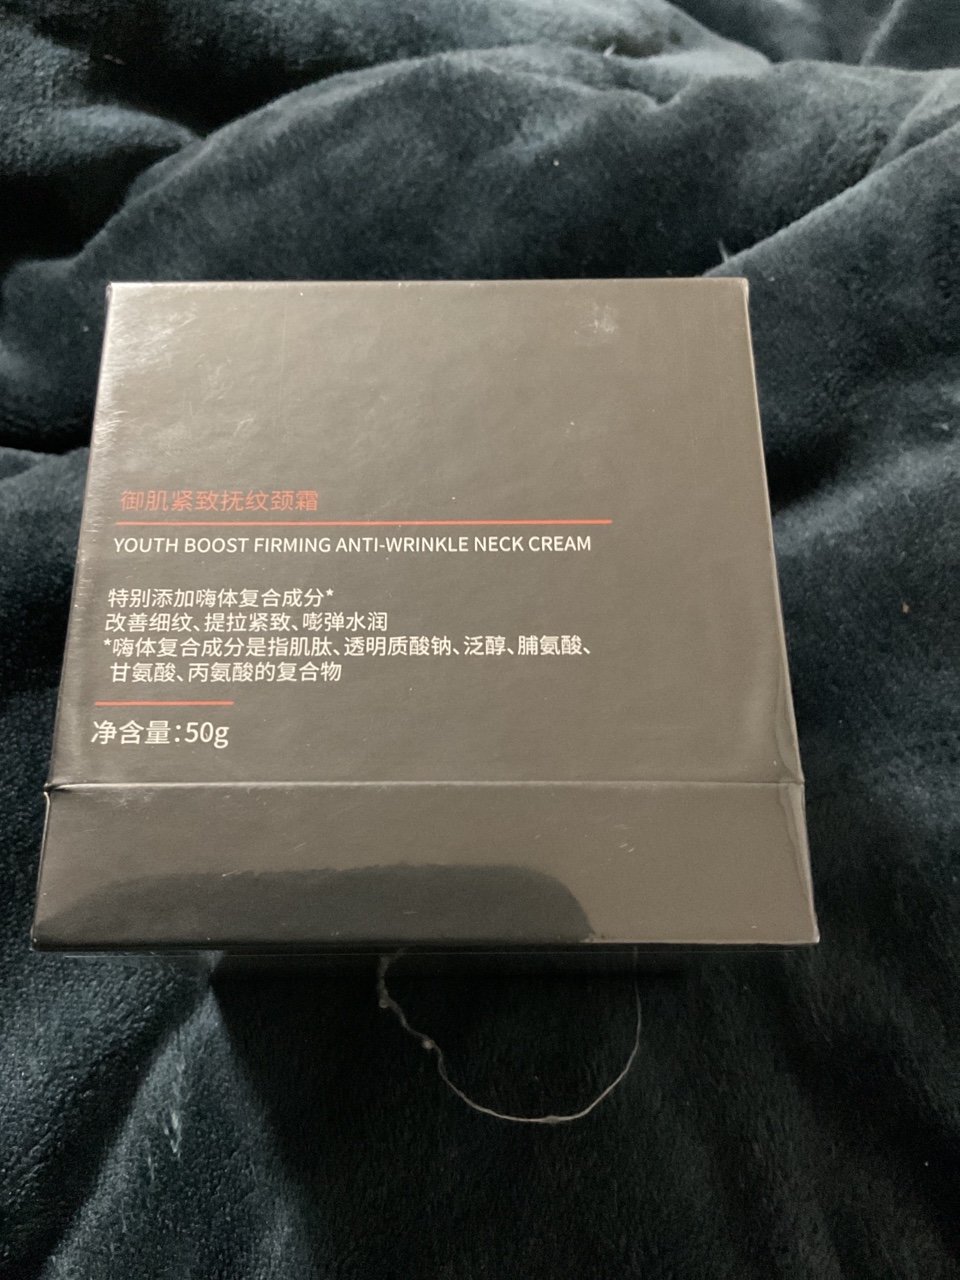 御肌紧致抚纹颈霜
YOUTH BOOST FIRMING ANTI-WRINKLE NECK CREAM
特别添加嗨体复合成分*
改善细纹、提拉紧致、嘭弹水润
*嗨体复合成分是指肌肽、透明质酸钠、泛醇、脯氨酸、
甘氨酸、丙氨酸的复合物
净含量:50g